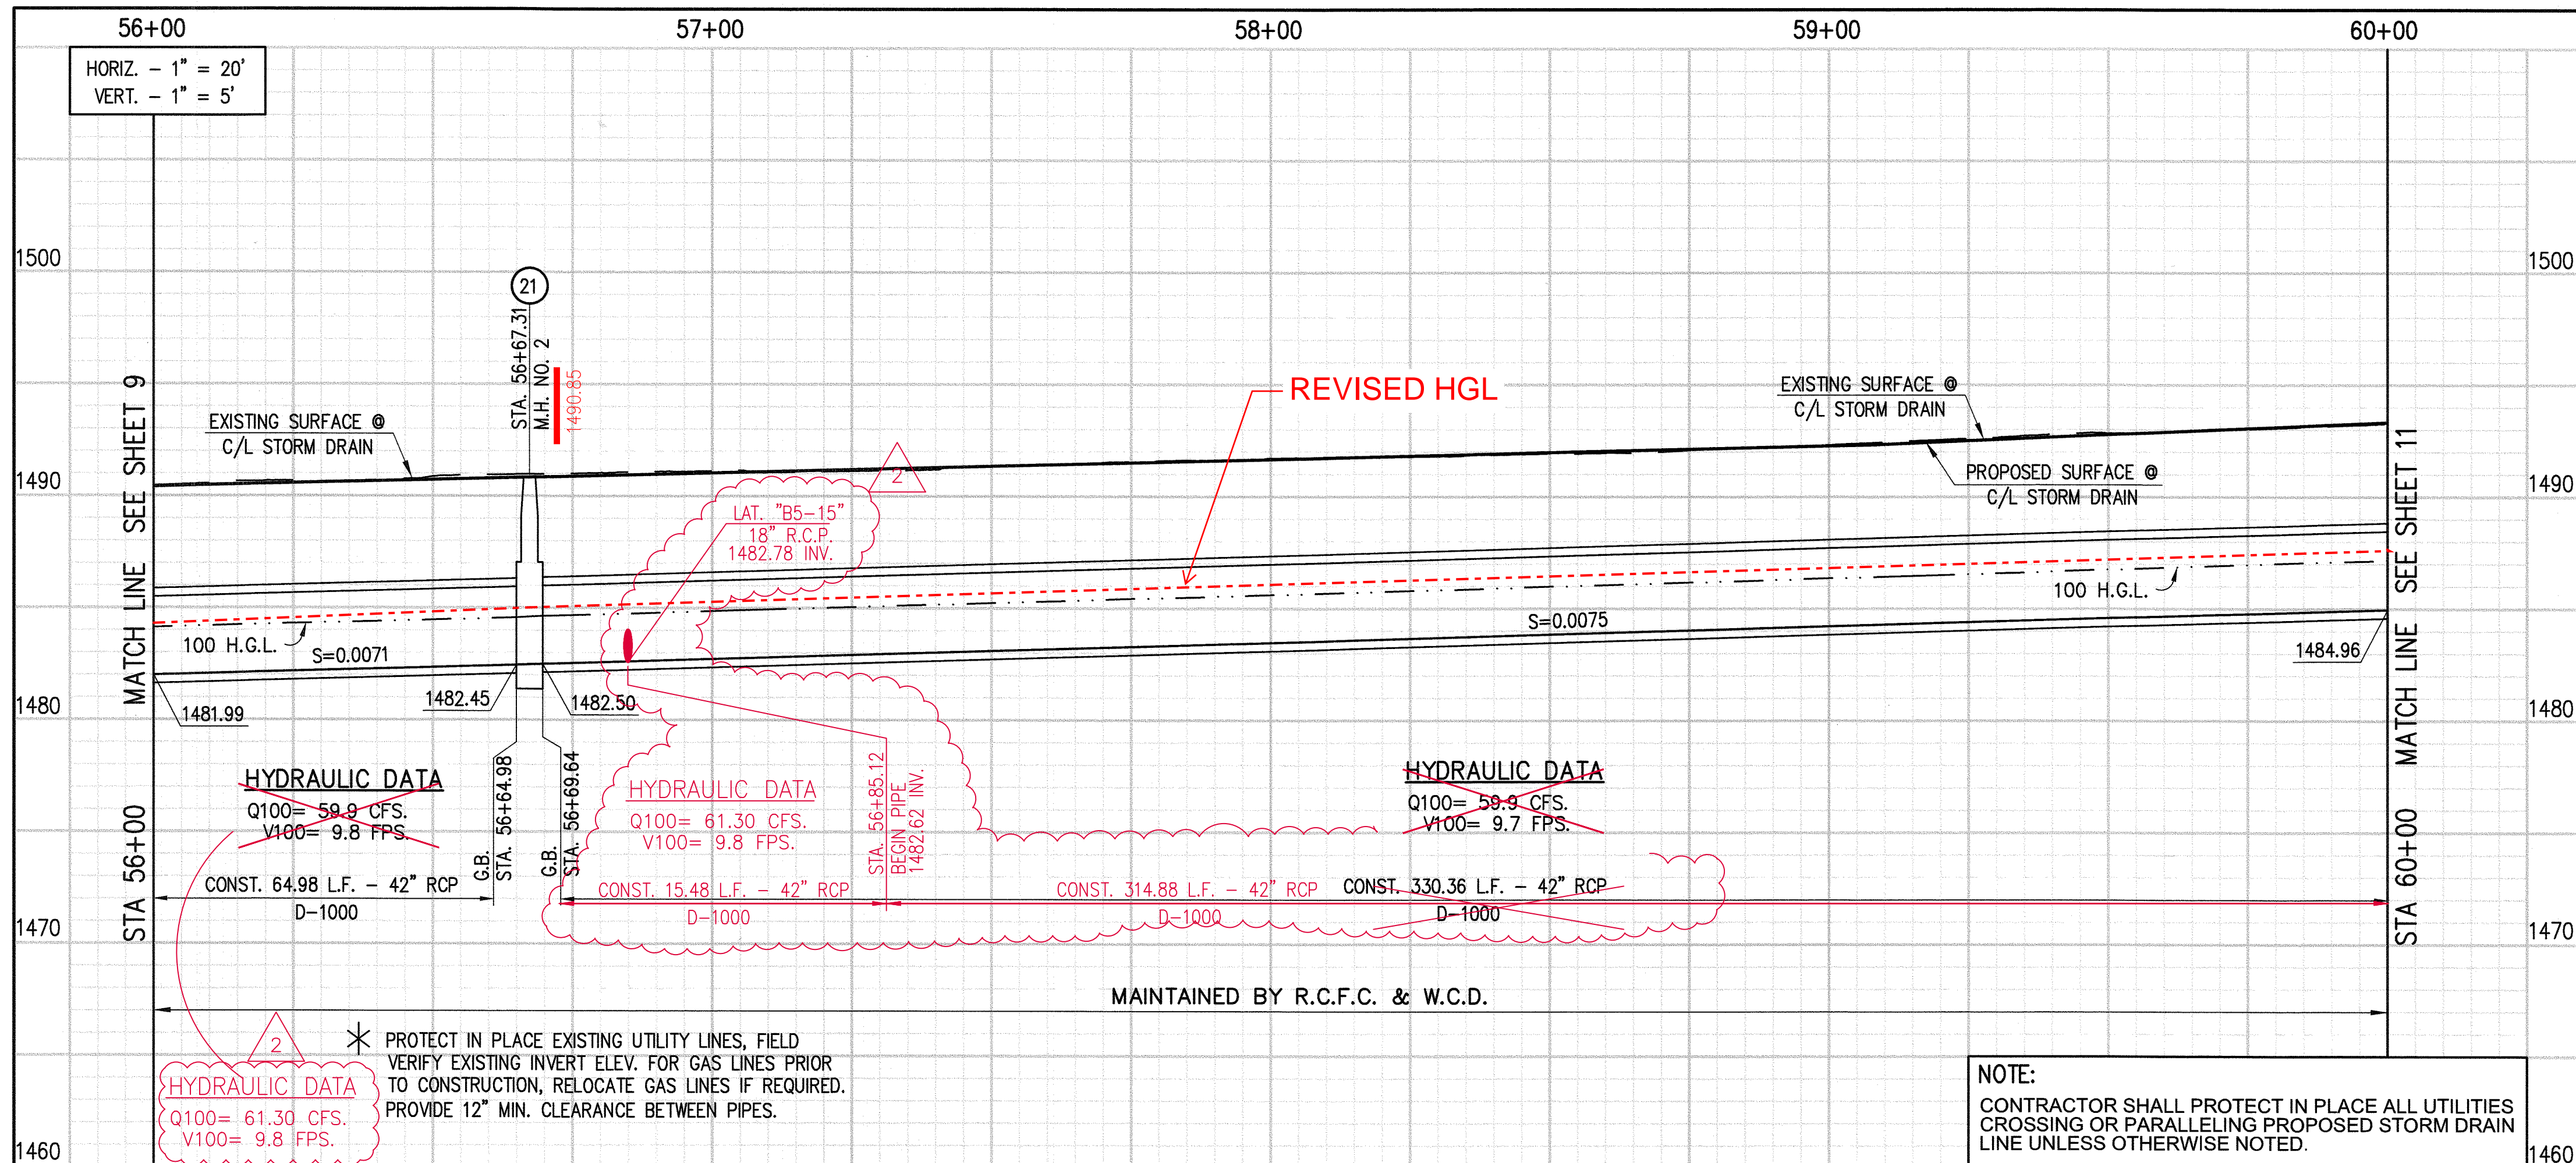 56+00
57+00
58+00
59+00
60+00
HORIZ. - 1" = 20'
VERT. - 1" = 5'
1500
1500
21
STA. 56+67.31
M.H. NO. 2
1490.85
REVISED HGL
EXISTING SURFACE @
C/L STORM DRAIN
EXISTING SURFACE @
C/L STORM DRAIN
PROPOSED SURFACE @
C/L STORM DRAIN
1490
1490
2
LAT. "B5-15"
18" R.C.P.
1482.78 INV.
100 H.G.L.
S=0.0071
S=0.0075
100 H.G.L.
1484.96
1481.99
1482.45
1482.50
1480
1480
STA 56+00 MATCH LINE SEE SHEET 9
STA 60+00 MATCH LINE SEE SHEET 11
HYDRAULIC DATA
Q100= 59.9 CFS.
V100= 9.8 FPS.
G.B.
STA. 56+64.98
G.B.
STA. 56+69.64
HYDRAULIC DATA
Q100= 61.30 CFS.
V100= 9.8 FPS.
STA. 56+85.12
BEGIN PIPE
1482.62 INV.
HYDRAULIC DATA
Q100= 59.9 CFS.
V100= 9.7 FPS.
CONST. 64.98 L.F. - 42" RCP
D-1000
CONST. 15.48 L.F. - 42" RCP
D-1000
CONST. 314.88 L.F. - 42" RCP
D-1000
CONST. 330.36 L.F. - 42" RCP
D-1000
1470
1470
MAINTAINED BY R.C.F.C. & W.C.D.
2
HYDRAULIC DATA
Q100= 61.30 CFS.
V100= 9.8 FPS.
PROTECT IN PLACE EXISTING UTILITY LINES, FIELD
VERIFY EXISTING INVERT ELEV. FOR GAS LINES PRIOR
TO CONSTRUCTION, RELOCATE GAS LINES IF REQUIRED.
PROVIDE 12" MIN. CLEARANCE BETWEEN PIPES.
NOTE:
CONTRACTOR SHALL PROTECT IN PLACE ALL UTILITIES
CROSSING OR PARALLELING PROPOSED STORM DRAIN
LINE UNLESS OTHERWISE NOTED.
1460
1460